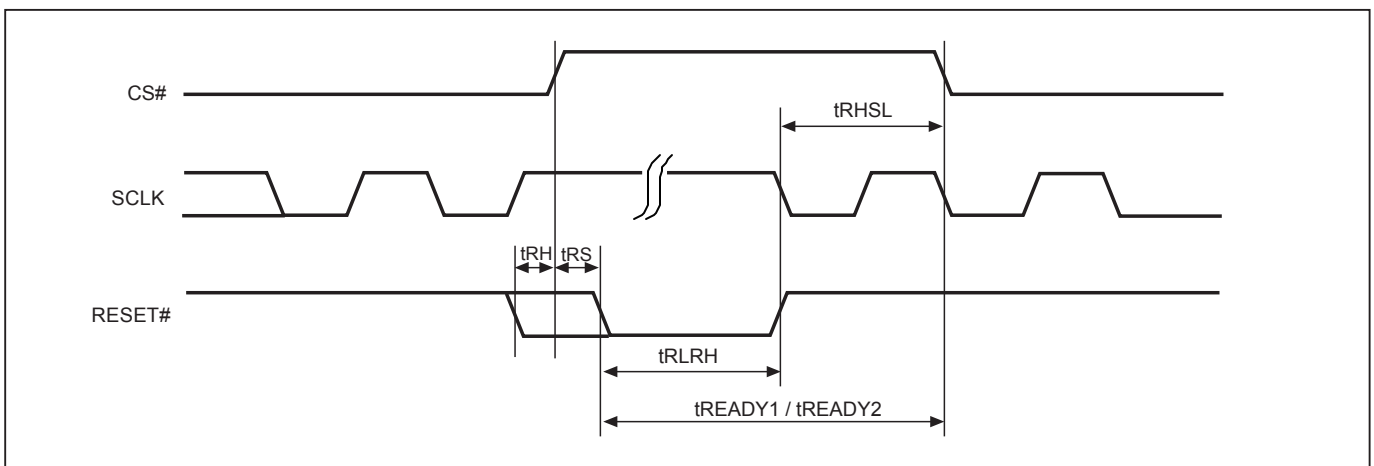 CS#
tRHSL
SCLK
tRH tRS
RESET#
tRLRH
tREADY1 / tREADY2